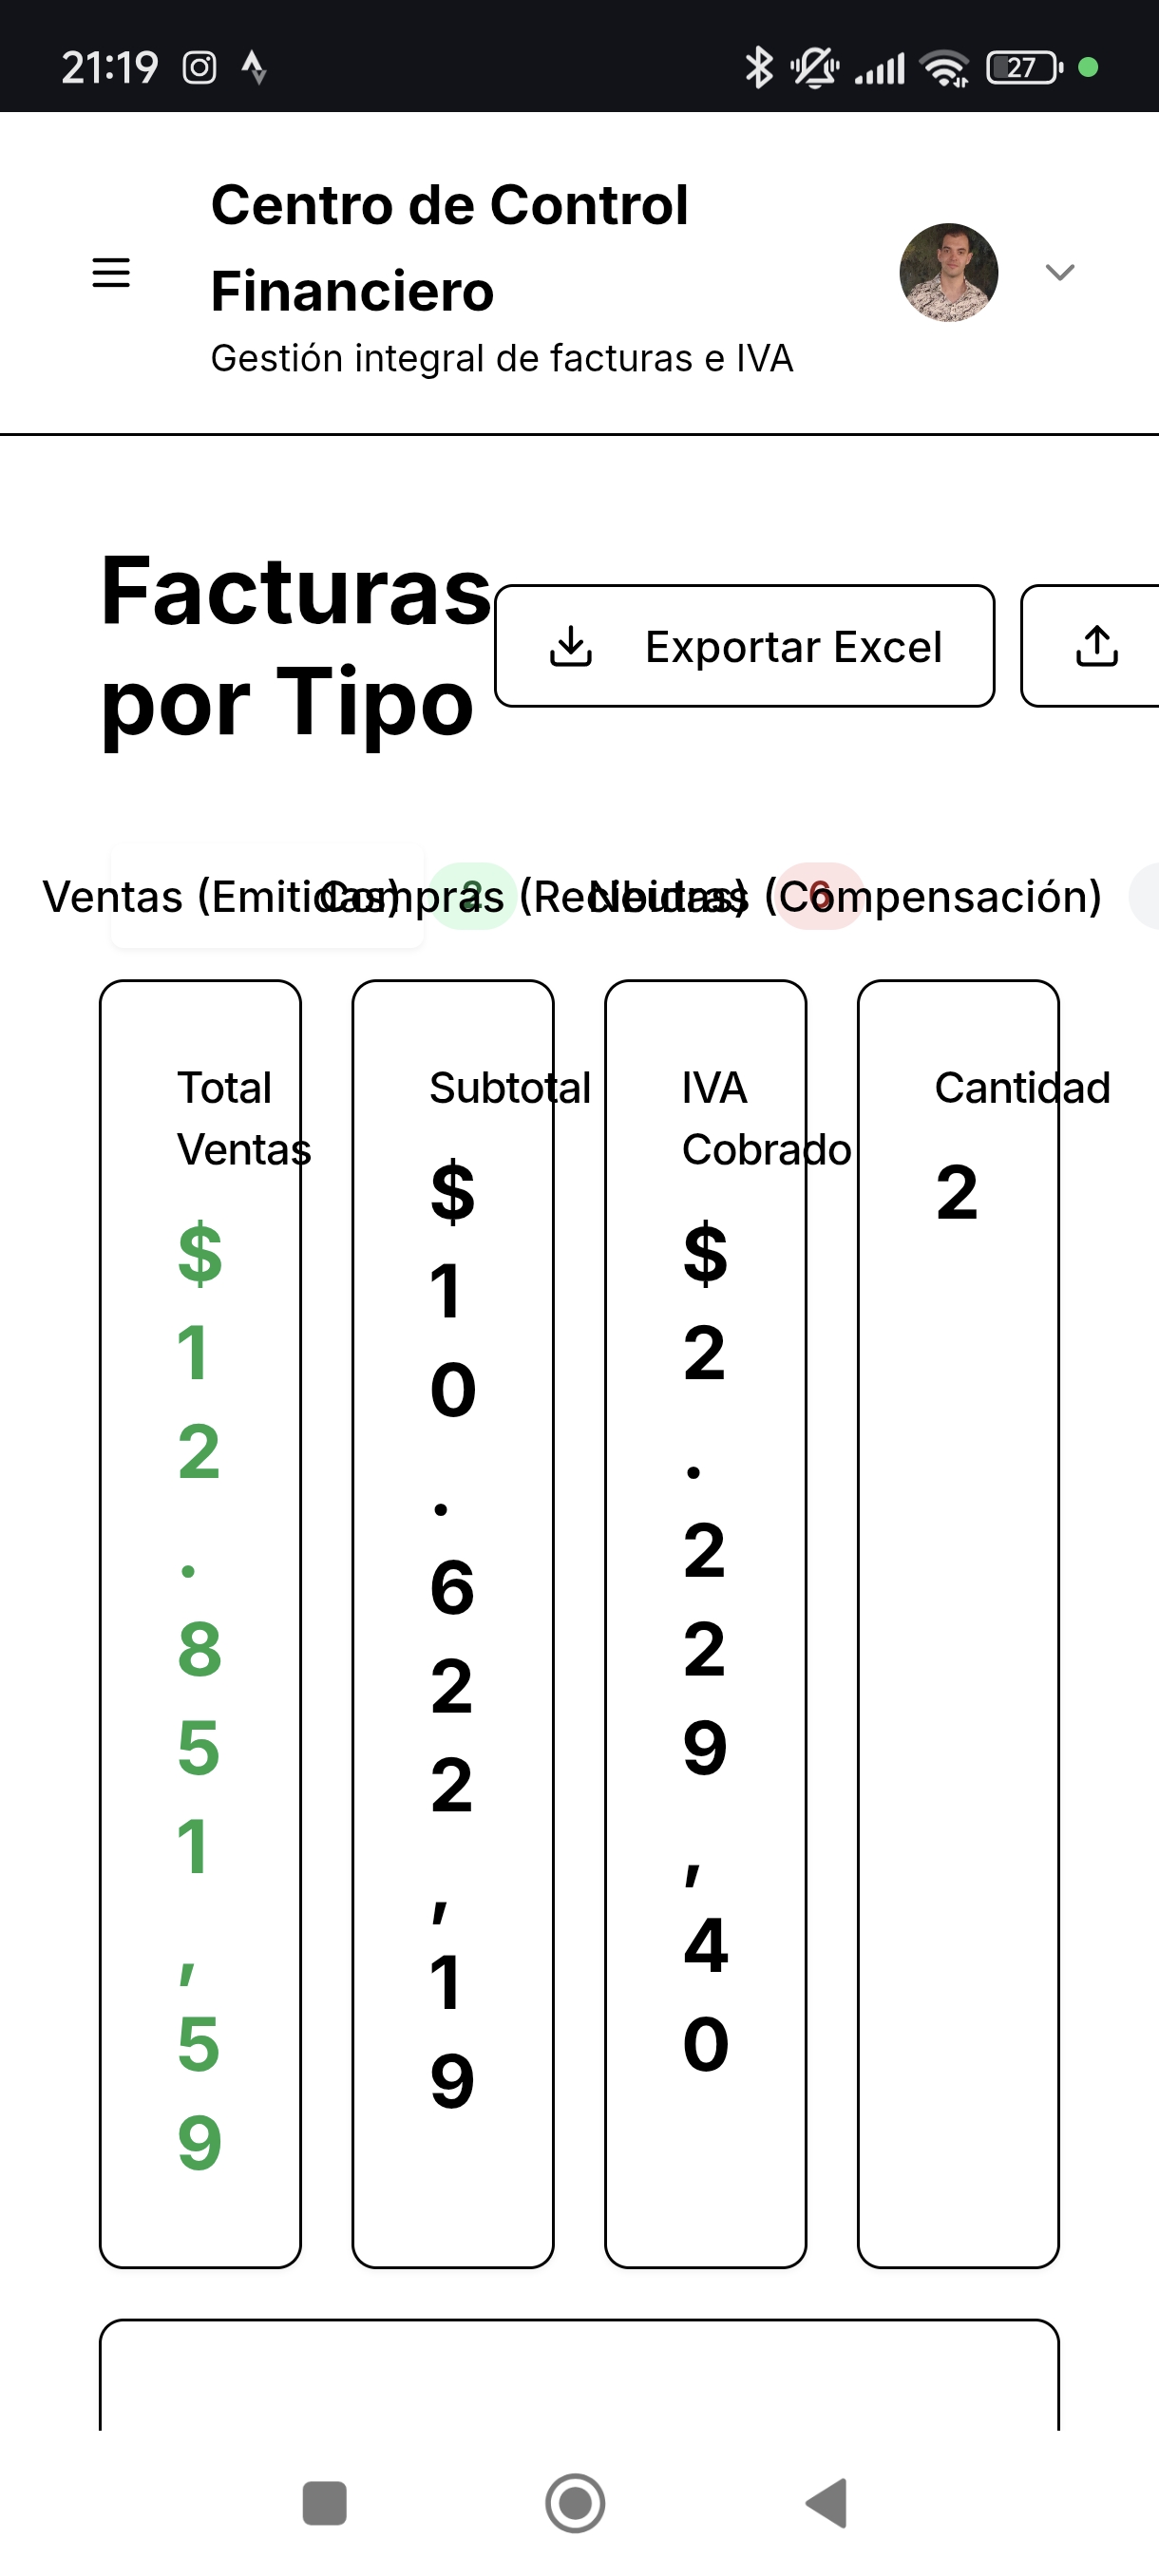 21:19
27
Centro de Control
Financiero
Gestión integral de facturas e IVA
Facturas
por Tipo
Exportar Excel
Ventas (Emitidas) 2
Compras (Recibidas) 6
Neutras (Compensación)
Total
Ventas
$12.851,59
Subtotal
$10.622,19
IVA
Cobrado
$2.229,40
Cantidad
2